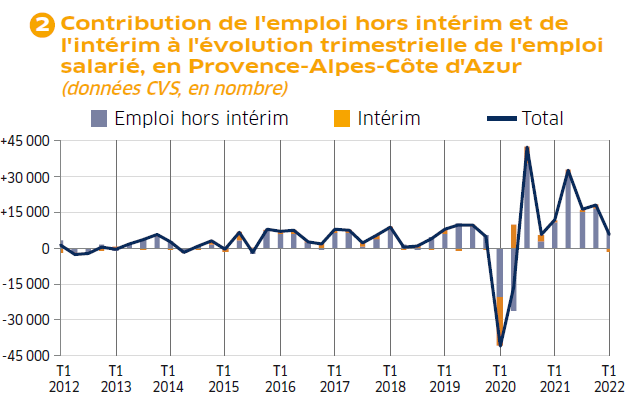 2 Contribution de l'emploi hors intérim et de
l'intérim à l'évolution trimestrielle de l'emploi
salarié, en Provence-Alpes-Côte d'Azur
(données CVS, en nombre)
Emploi hors intérim Intérim Total
+45 000
+30 000
+15 000
0
-15 000
-30 000
-45 000
T1 T1 T1 T1 T1 T1 T1 T1 T1 T1 T1
2012 2013 2014 2015 2016 2017 2018 2019 2020 2021 2022